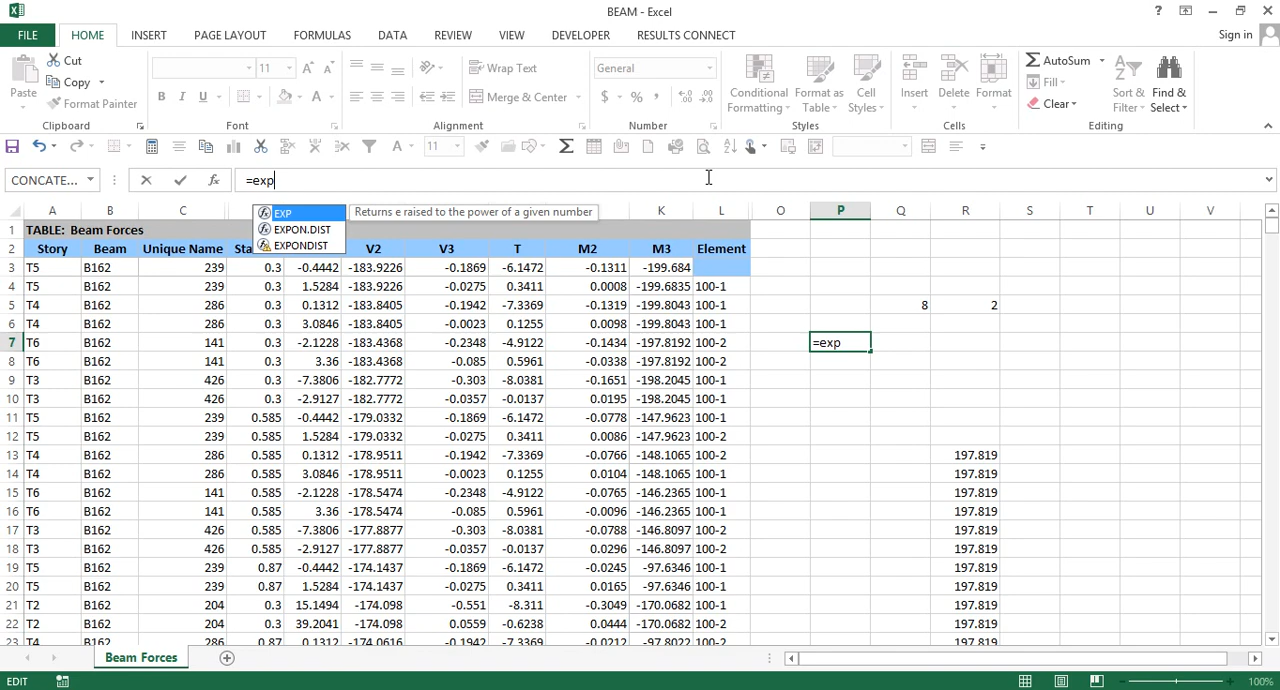 BEAM - Excel
?
FILE HOME INSERT PAGE LAYOUT FORMULAS DATA REVIEW VIEW DEVELOPER RESULTS CONNECT Sign in
Paste Cut Copy Format Painter
Clipboard
11 A A
B I U A
Font
Wrap Text
Merge & Center
Alignment
General
$ % ,
Number
Conditional Formatting Format as Table Cell Styles
Styles
Insert Delete Format
Cells
AutoSum Fill Clear Sort & Filter Find & Select
Editing
A 11
CONCATE... =exp
EXP Returns e raised to the power of a given number
EXPON.DIST
EXPONDIST
A B C K L O P Q R S T U V
1 TABLE: Beam Forces
2 Story Beam Unique Name Sta V2 V3 T M2 M3 Element
3 T5 B162 239 0.3 -0.4442 -183.9226 -0.1869 -6.1472 -0.1311 -199.684
4 T5 B162 239 0.3 1.5284 -183.9226 -0.0275 0.3411 0.0008 -199.6835 100-1
5 T4 B162 286 0.3 0.1312 -183.8405 -0.1942 -7.3369 -0.1319 -199.8043 100-1 8 2
6 T4 B162 286 0.3 3.0846 -183.8405 -0.0023 0.1255 0.0098 -199.8043 100-1
7 T6 B162 141 0.3 -2.1228 -183.4368 -0.2348 -4.9122 -0.1434 -197.8192 100-2 =exp
8 T6 B162 141 0.3 3.36 -183.4368 -0.085 0.5961 -0.0338 -197.8192 100-2
9 T3 B162 426 0.3 -7.3806 -182.7772 -0.303 -8.0381 -0.1651 -198.2045 100-1
10 T3 B162 426 0.3 -2.9127 -182.7772 -0.0357 -0.0137 0.0195 -198.2045 100-1
11 T5 B162 239 0.585 -0.4442 -179.0332 -0.1869 -6.1472 -0.0778 -147.9623 100-1
12 T5 B162 239 0.585 1.5284 -179.0332 -0.0275 0.3411 0.0086 -147.9623 100-2
13 T4 B162 286 0.585 0.1312 -178.9511 -0.1942 -7.3369 -0.0766 -148.1065 100-2 197.819
14 T4 B162 286 0.585 3.0846 -178.9511 -0.0023 0.1255 0.0104 -148.1065 100-1 197.819
15 T6 B162 141 0.585 -2.1228 -178.5474 -0.2348 -4.9122 -0.0765 -146.2365 100-1 197.819
16 T6 B162 141 0.585 3.36 -178.5474 -0.085 0.5961 -0.0096 -146.2365 100-1 197.819
17 T3 B162 426 0.585 -7.3806 -177.8877 -0.303 -8.0381 -0.0788 -146.8097 100-2 197.819
18 T3 B162 426 0.585 -2.9127 -177.8877 -0.0357 -0.0137 0.0296 -146.8097 100-2 197.819
19 T5 B162 239 0.87 -0.4442 -174.1437 -0.1869 -6.1472 -0.0245 -97.6346 100-1 197.819
20 T5 B162 239 0.87 1.5284 -174.1437 -0.0275 0.3411 0.0165 -97.6346 100-1 197.819
21 T2 B162 204 0.3 15.1494 -174.098 -0.551 -8.311 -0.3049 -170.0682 100-1 197.819
22 T2 B162 204 0.3 39.2041 -174.098 0.0559 -0.6238 0.0444 -170.0682 100-2 197.819
23 T4 B162 286 0.87 0.1312 -174.0616 -0.1942 -7.3369 -0.0212 -97.8022 100-1 197.819
Beam Forces
EDIT 100%